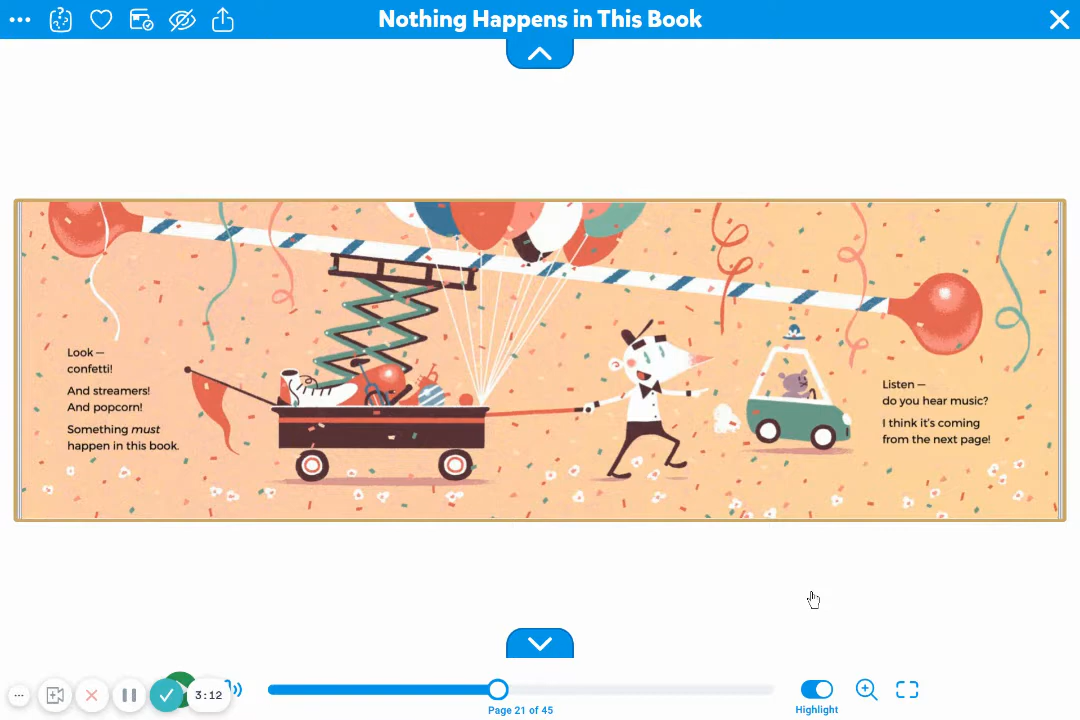 Nothing Happens in This Book
Look –
confetti!
And streamers!
And popcorn!
Something must
happen in this book.
Listen –
do you hear music?
I think it's coming
from the next page!
3:12
Page 21 of 45
Highlight